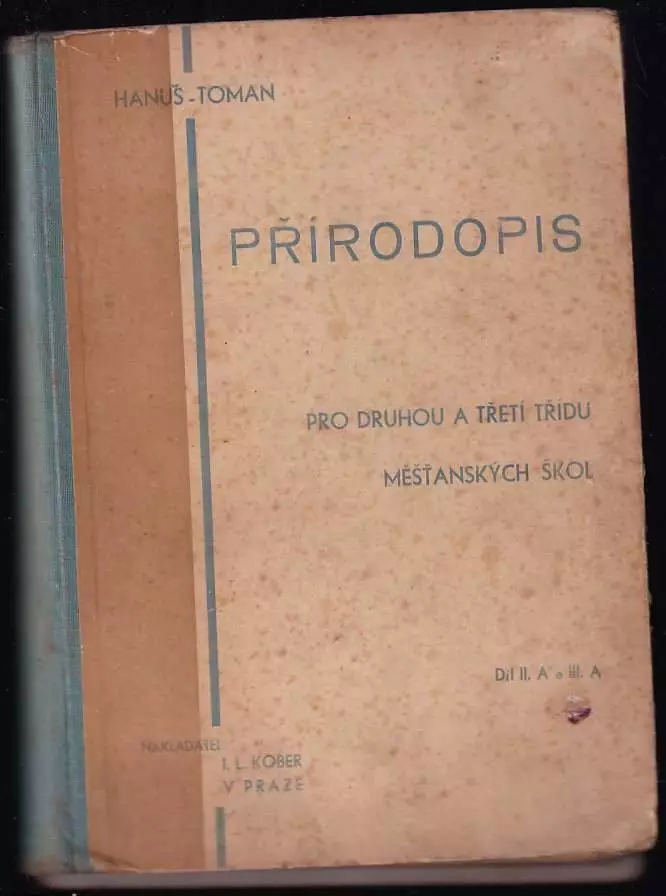 HANUŠ-TOMAN
PŘÍRODOPIS
PRO DRUHOU A TŘETÍ TŘÍDU
MĚŠŤANSKÝCH ŠKOL
Díl II. A a III. A
NAKLADATEL
I. L. KOBER
V PRAZE